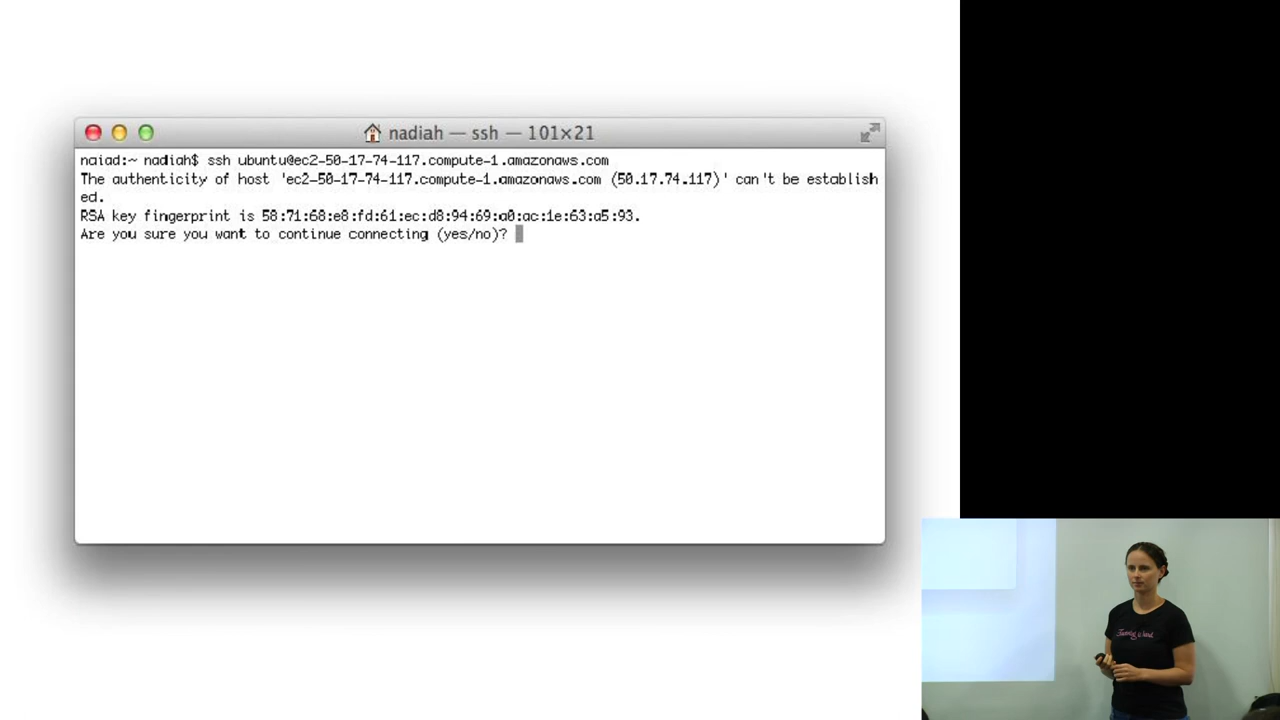 nadiah — ssh — 101×21
naiad:~ nadiah$ ssh ubuntu@ec2-50-17-74-117.compute-1.amazonaws.com
The authenticity of host 'ec2-50-17-74-117.compute-1.amazonaws.com (50.17.74.117)' can't be establish
ed.
RSA key fingerprint is 58:71:68:e8:fd:61:ec:d8:94:69:a0:ac:1e:63:a5:93.
Are you sure you want to continue connecting (yes/no)?